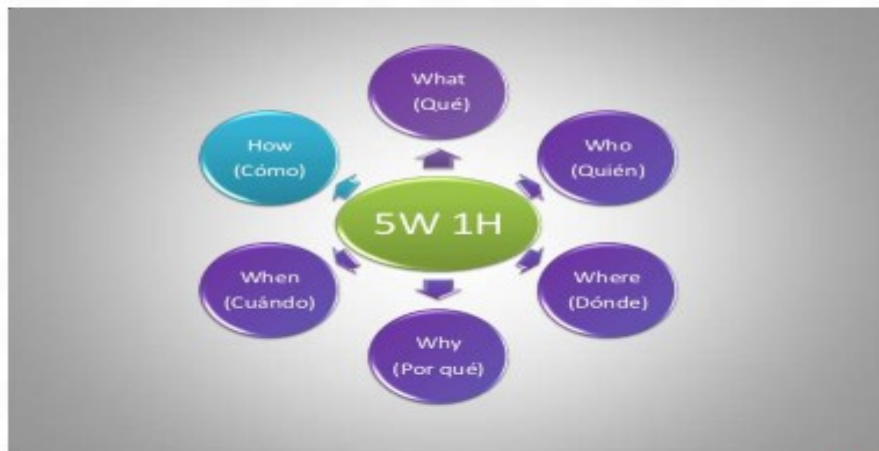 What
(Qué)
How
(Cómo)
Who
(Quién)
5W 1H
When
(Cuándo)
Where
(Dónde)
Why
(Por qué)